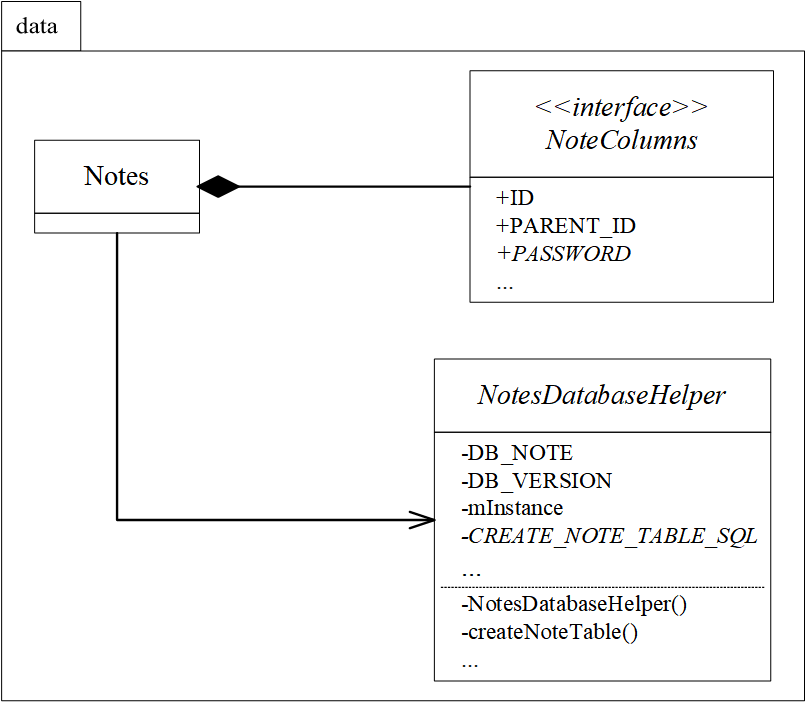 data
Notes
<<interface>>
NoteColumns
+ID
+PARENT_ID
+PASSWORD
...
NotesDatabaseHelper
-DB_NOTE
-DB_VERSION
-mInstance
-CREATE_NOTE_TABLE_SQL
...
-NotesDatabaseHelper()
-createNoteTable()
...